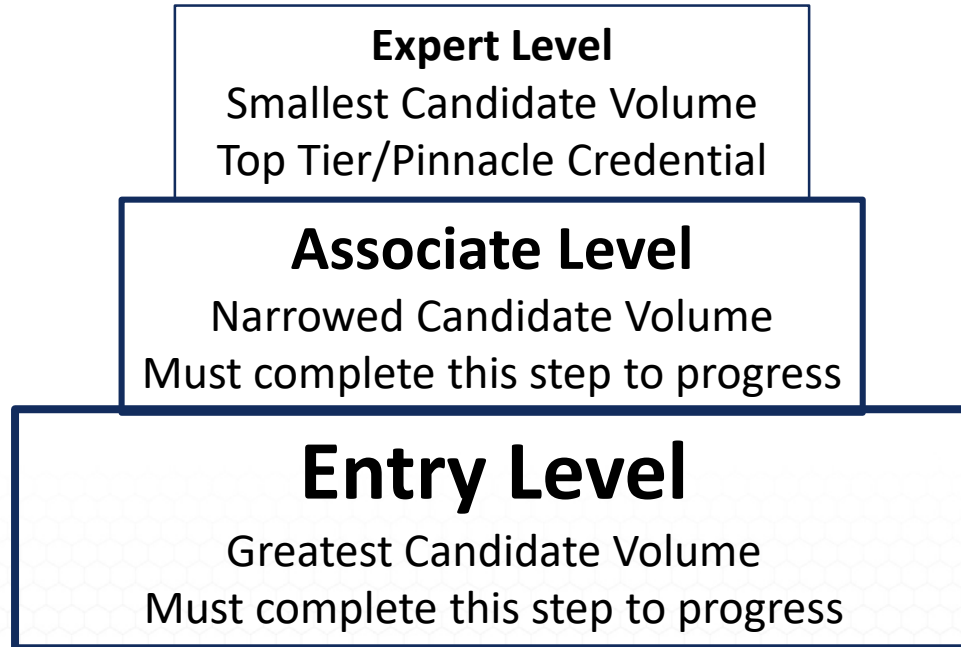 Expert Level
Smallest Candidate Volume
Top Tier/Pinnacle Credential
Associate Level
Narrowed Candidate Volume
Must complete this step to progress
Entry Level
Greatest Candidate Volume
Must complete this step to progress